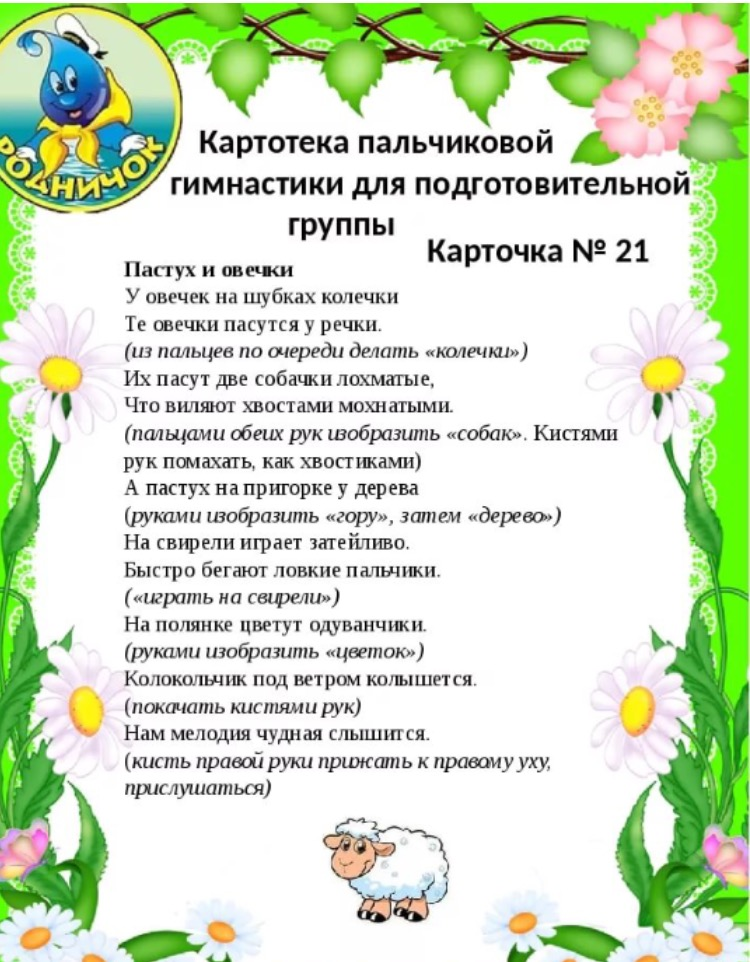 РОДНИЧОК
Картотека пальчиковой
гимнастики для подготовительной
группы
Карточка № 21
Пастух и овечки
У овечек на шубках колечки
Те овечки пасутся у речки.
(из пальцев по очереди делать «колечки»)
Их пасут две собачки лохматые,
Что виляют хвостами мохнатыми.
(пальцами обеих рук изобразить «собак». Кистями
рук помахать, как хвостиками)
А пастух на пригорке у дерева
(руками изобразить «гору», затем «дерево»)
На свирели играет затейливо.
Быстро бегают ловкие пальчики.
(«играть на свирели»)
На полянке цветут одуванчики.
(руками изобразить «цветок»)
Колокольчик под ветром колышется.
(покачать кистями рук)
Нам мелодия чудная слышится.
(кисть правой руки прижать к правому уху,
прислушаться)